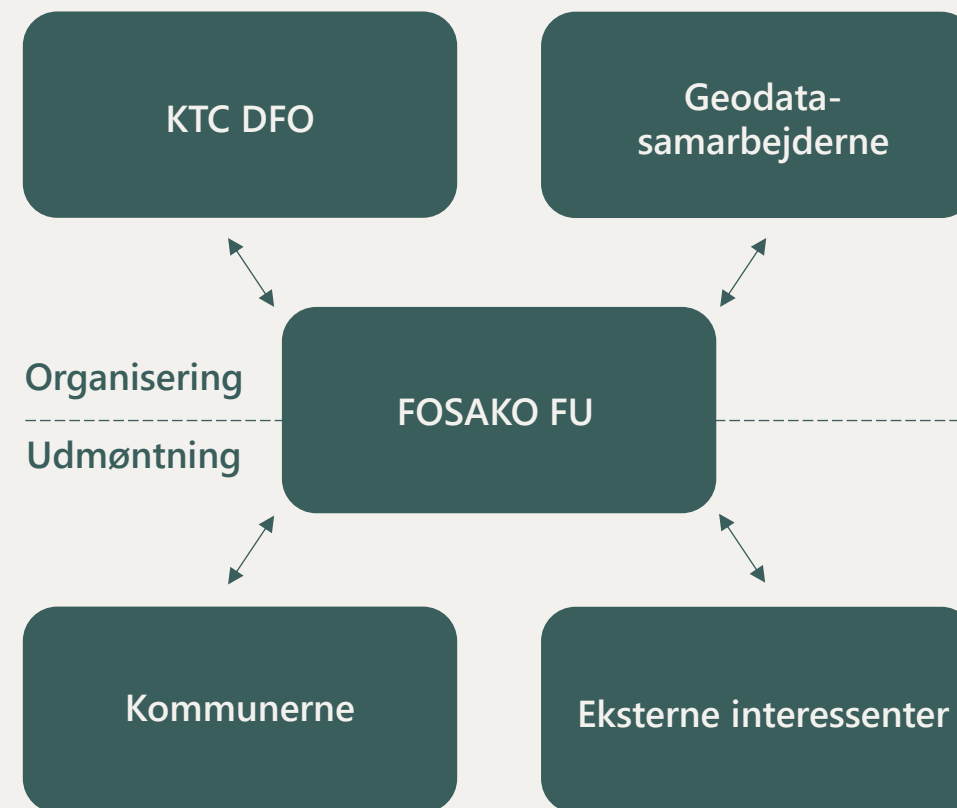 KTC DFO
Geodata-
samarbejderne
Organisering
FOSAKO FU
Udmøntning
Kommunerne
Eksterne interessenter